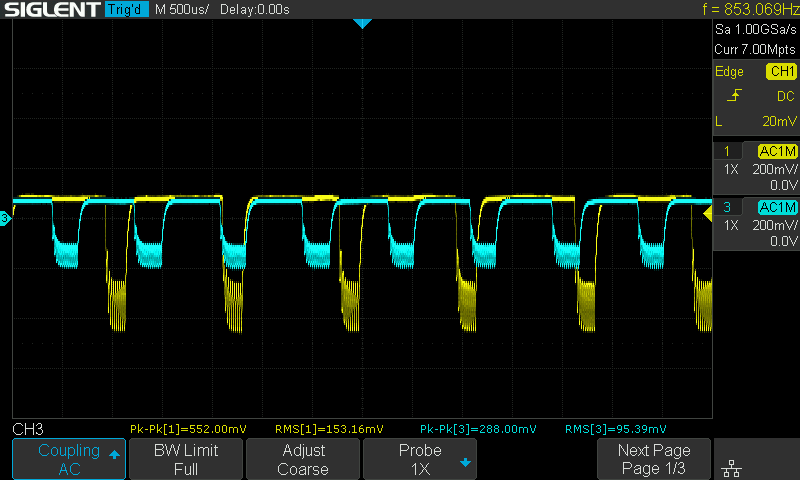 SIGLENT Trig'd M 500us/ Delay:0.00s f = 853.069Hz
Sa 1.00GSa/s
Curr 7.00Mpts
Edge CH1
DC
L 20mV
1 AC1M
1X 200mV/
0.0V
3 AC1M
1X 200mV/
0.0V
3
CH3 Pk-Pk[1]=552.00mV RMS[1]=153.16mV Pk-Pk[3]=288.00mV RMS[3]=95.39mV
Coupling BW Limit Adjust Probe Next Page
AC Full Coarse 1X Page 1/3